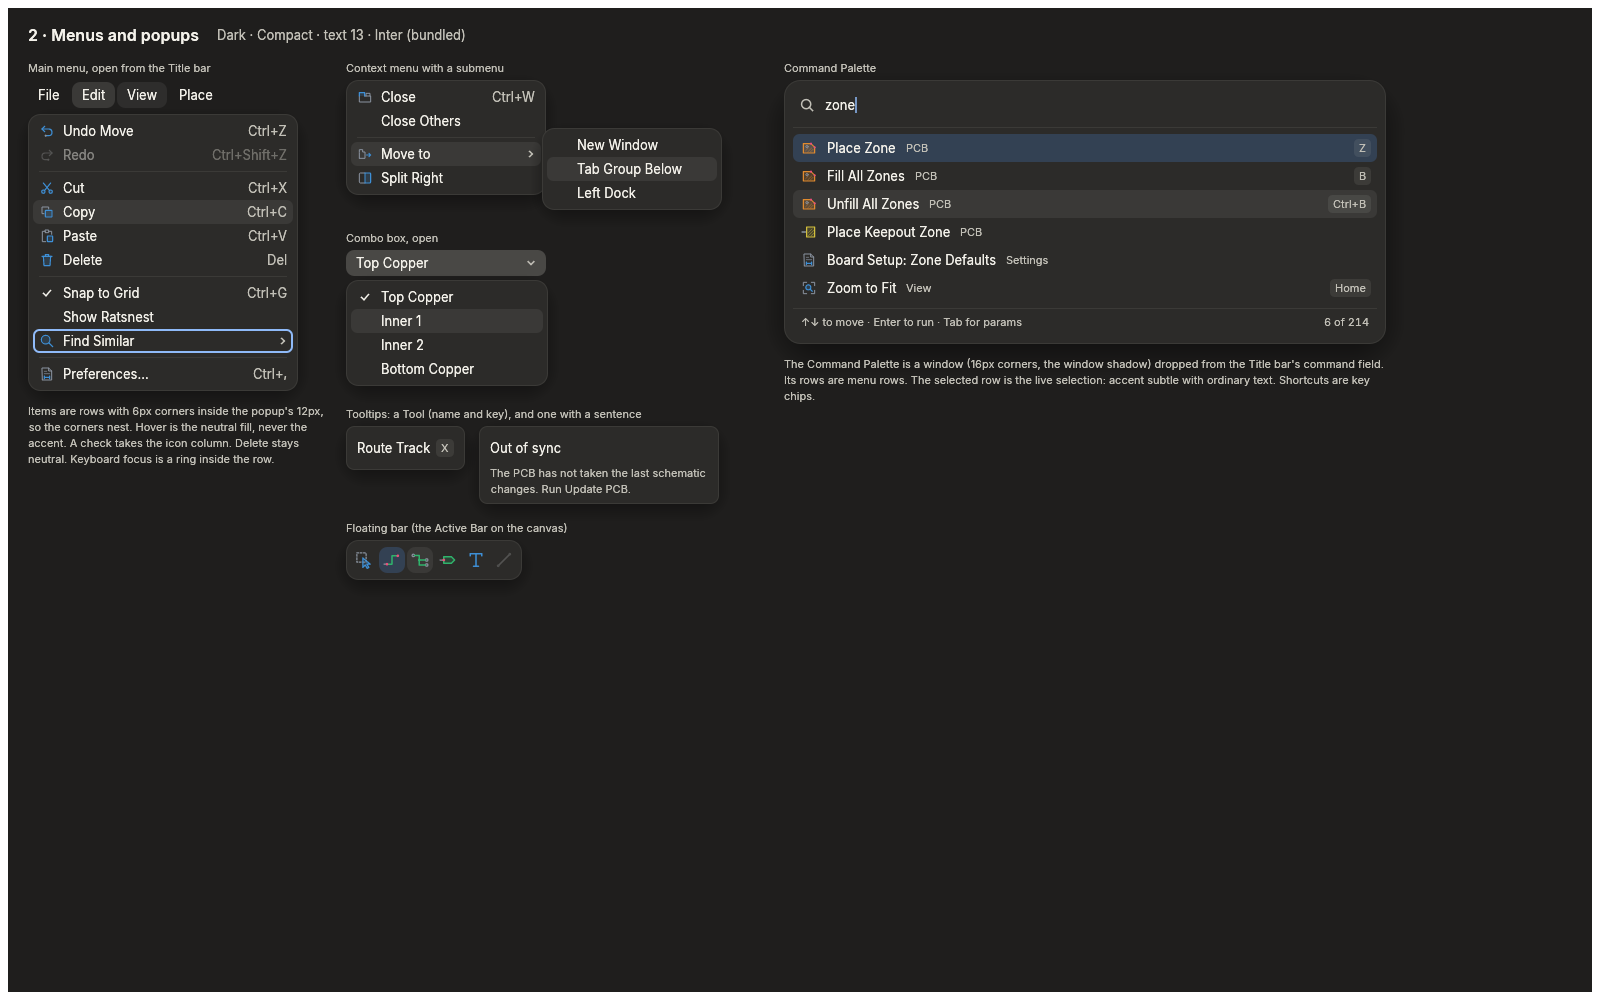 2 · Menus and popups Dark · Compact · text 13 · Inter (bundled)
Main menu, open from the Title bar
File Edit View Place
Undo Move Ctrl+Z
Redo Ctrl+Shift+Z
Cut Ctrl+X
Copy Ctrl+C
Paste Ctrl+V
Delete Del
Snap to Grid Ctrl+G
Show Ratsnest
Find Similar
Preferences... Ctrl+,
Items are rows with 6px corners inside the popup's 12px,
so the corners nest. Hover is the neutral fill, never the
accent. A check takes the icon column. Delete stays
neutral. Keyboard focus is a ring inside the row.
Context menu with a submenu
Close Ctrl+W
Close Others
Move to
Split Right
New Window
Tab Group Below
Left Dock
Combo box, open
Top Copper
Top Copper
Inner 1
Inner 2
Bottom Copper
Tooltips: a Tool (name and key), and one with a sentence
Route Track X
Out of sync
The PCB has not taken the last schematic
changes. Run Update PCB.
Floating bar (the Active Bar on the canvas)
Command Palette
zone
Place Zone PCB Z
Fill All Zones PCB B
Unfill All Zones PCB Ctrl+B
Place Keepout Zone PCB
Board Setup: Zone Defaults Settings
Zoom to Fit View Home
↑↓ to move · Enter to run · Tab for params 6 of 214
The Command Palette is a window (16px corners, the window shadow) dropped from the Title bar's command field.
Its rows are menu rows. The selected row is the live selection: accent subtle with ordinary text. Shortcuts are key
chips.